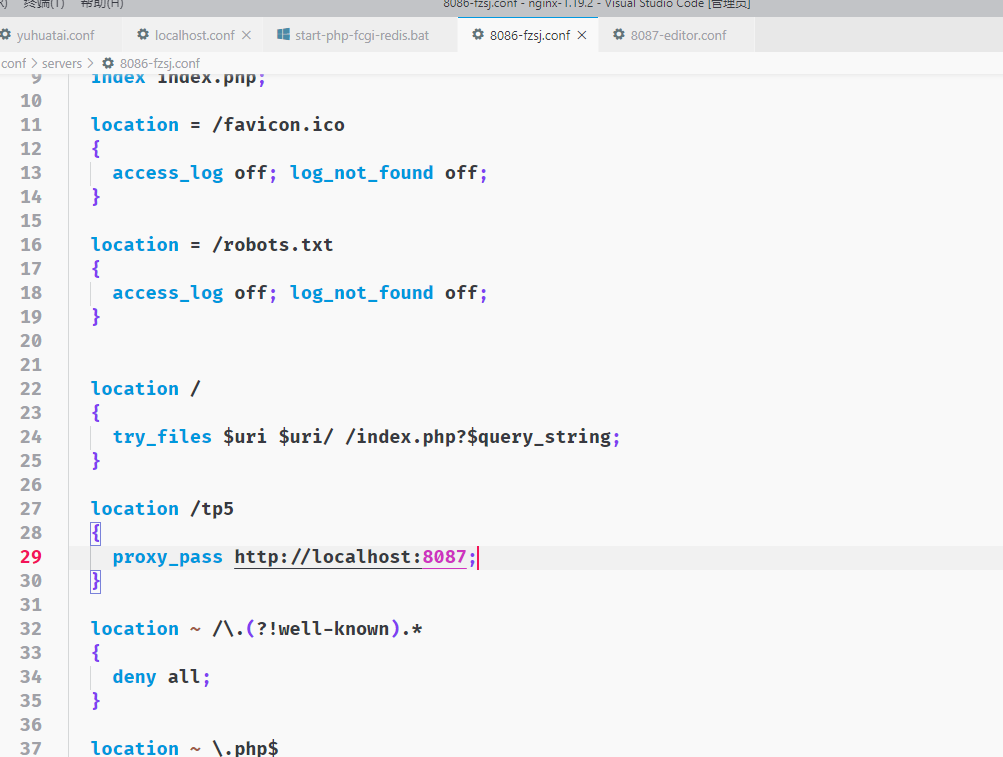 终端(T) 帮助(H) 8086-fzsj.conf - nginx-1.19.2 - Visual Studio Code [管理员]
yuhuatai.conf localhost.conf × start-php-fcgi-redis.bat 8086-fzsj.conf × 8087-editor.conf
conf > servers > 8086-fzsj.conf
9 index index.php;
10
11 location = /favicon.ico
12 {
13 access_log off; log_not_found off;
14 }
15
16 location = /robots.txt
17 {
18 access_log off; log_not_found off;
19 }
20
21
22 location /
23 {
24 try_files $uri $uri/ /index.php?$query_string;
25 }
26
27 location /tp5
28 {
29 proxy_pass http://localhost:8087;
30 }
31
32 location ~ /\.(?!well-known).*
33 {
34 deny all;
35 }
36
37 location ~ \.php$